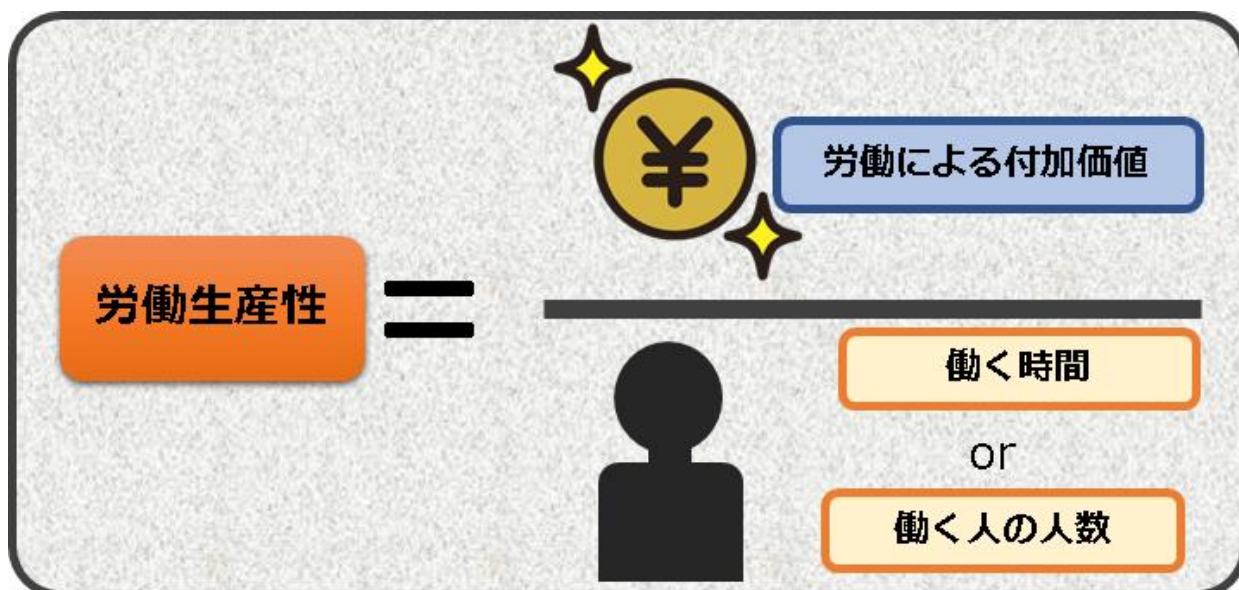 労働生産性
=
¥
労働による付加価値
働く時間
or
働く人の人数